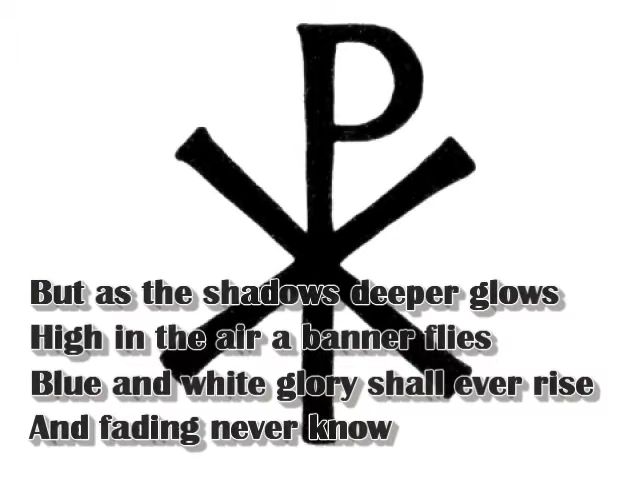 But as the shadows deeper glows
High in the air a banner flies
Blue and white glory shall ever rise
And fading never know